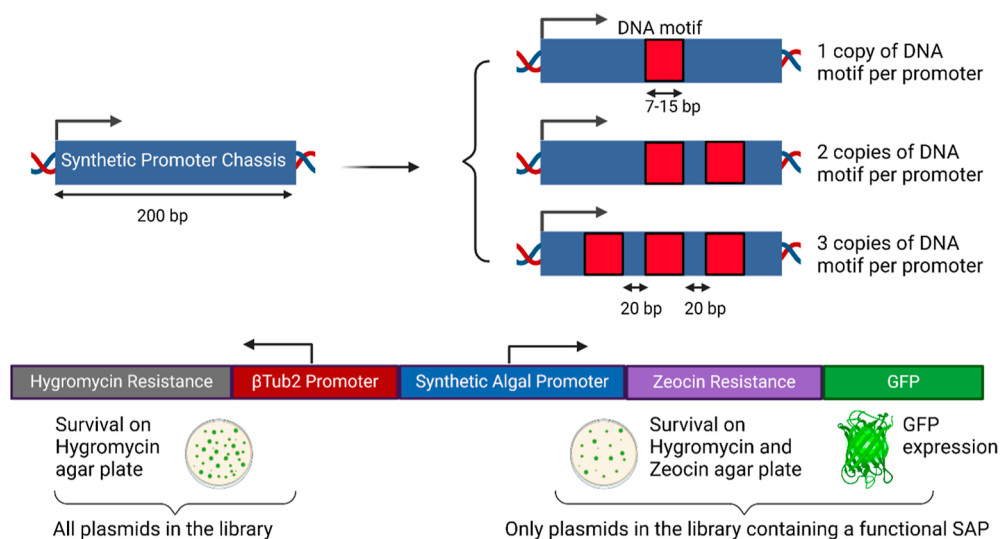 DNA motif
1 copy of DNA
motif per promoter
7-15 bp
Synthetic Promoter Chassis
200 bp
2 copies of DNA
motif per promoter
3 copies of DNA
motif per promoter
20 bp
20 bp
Hygromycin Resistance
βTub2 Promoter
Synthetic Algal Promoter
Zeocin Resistance
GFP
Survival on
Hygromycin
agar plate
Survival on
Hygromycin and
Zeocin agar plate
GFP
expression
All plasmids in the library
Only plasmids in the library containing a functional SAP